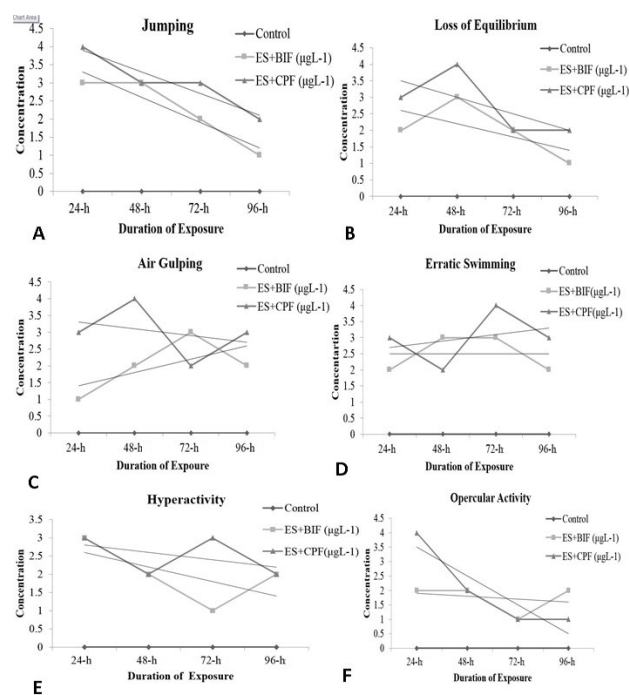 Chart Area
Jumping
Control
ES+BIF (μgL-1)
ES+CPF (μgL-1)
Concentration
4.5
4
3.5
3
2.5
2
1.5
1
0.5
0
24-h 48-h 72-h 96-h
Duration of Exposure
A
Loss of Equilibrium
Control
ES+BIF (μgL-1)
ES+CPF (μgL-1)
Concentration
4.5
4
3.5
3
2.5
2
1.5
1
0.5
0
24-h 48-h 72-h 96-h
Duration of Exposure
B
Air Gulping
Control
ES+BIF (μgL-1)
ES+CPF (μgL-1)
Concentration
4.5
4
3.5
3
2.5
2
1.5
1
0.5
0
24-h 48-h 72-h 96-h
Duration of Expoure
C
Erratic Swimming
Control
ES+BIF(μgL-1)
ES+CPF(μgL-1)
Concentartion
4.5
4
3.5
3
2.5
2
1.5
1
0.5
0
24-h 48-h 72-h 96-h
Duration of Exposure
D
Hyperactivity
Control
ES+BIF (μgL-1)
ES+CPF(μgL-1)
Concentration
3.5
3
2.5
2
1.5
1
0.5
0
24-h 48-h 72-h 96-h
Duration of Exposure
E
Opercular Activity
Control
ES+BIF (μgL-1)
ES+CPF (μgL-1)
Concentration
4.5
4
3.5
3
2.5
2
1.5
1
0.5
0
24-h 48-h 72-h 96-h
Duration of Exposure
F